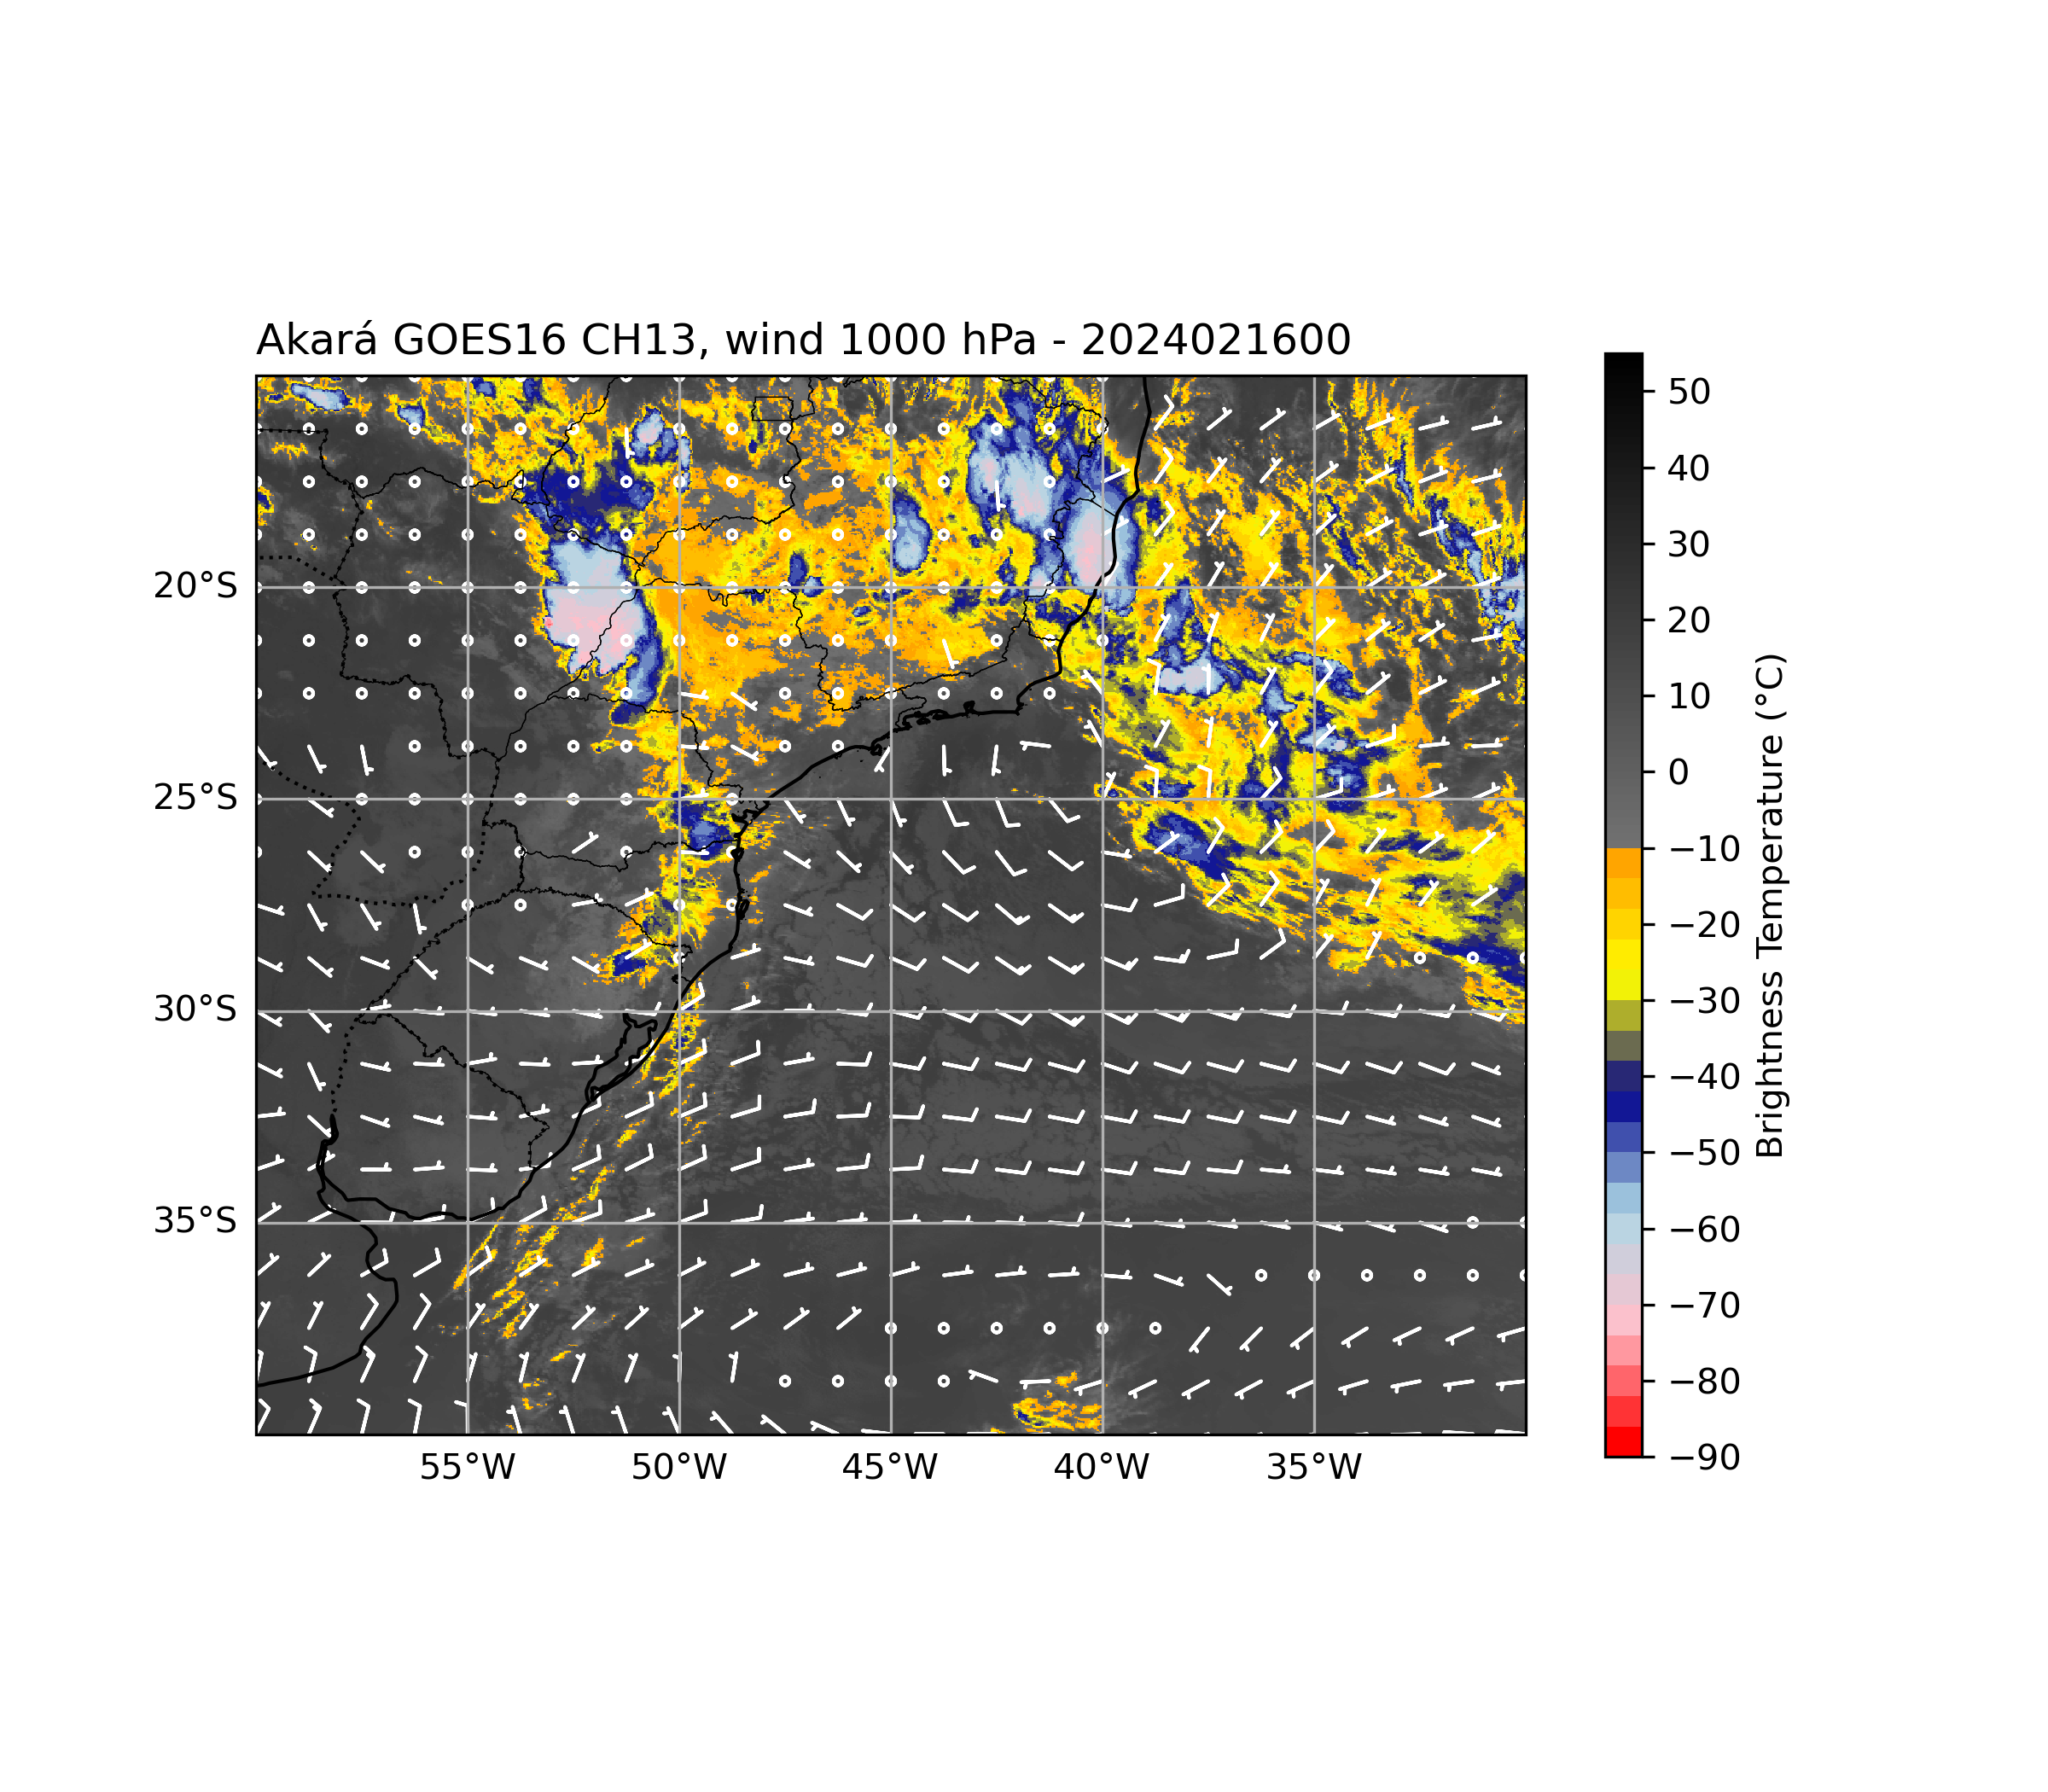 Akará GOES16 CH13, wind 1000 hPa - 2024021600
20°S
25°S
30°S
35°S
55°W
50°W
45°W
40°W
35°W
50
40
30
20
10
0
−10
−20
−30
−40
−50
−60
−70
−80
−90
Brightness Temperature (°C)